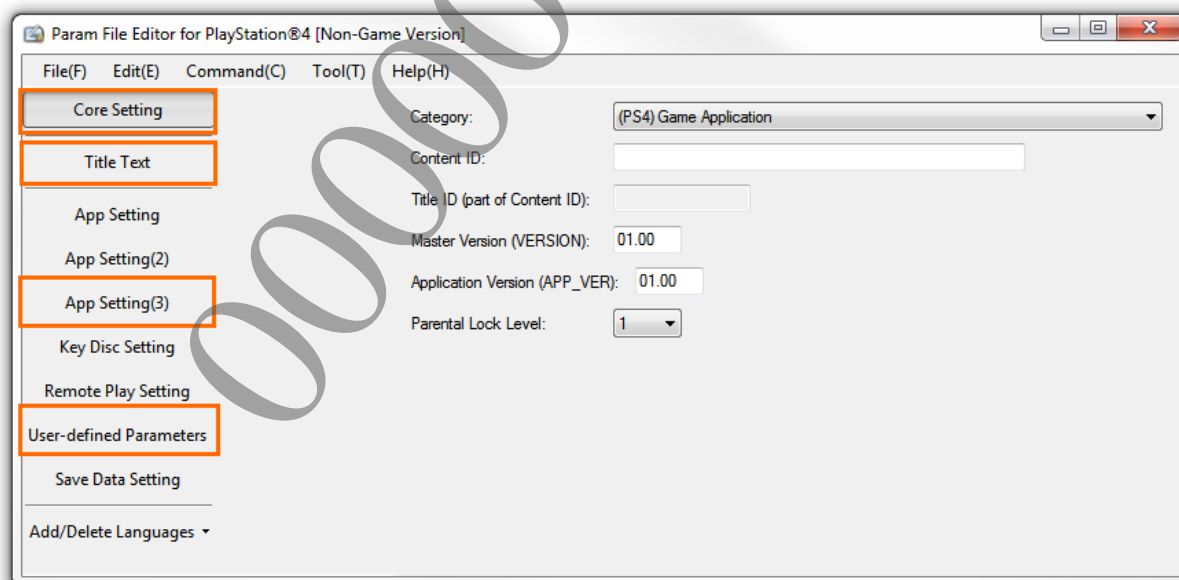 Param File Editor for PlayStation®4 [Non-Game Version]
File(F) Edit(E) Command(C) Tool(T) Help(H)
Core Setting
Title Text
App Setting
App Setting(2)
App Setting(3)
Key Disc Setting
Remote Play Setting
User-defined Parameters
Save Data Setting
Add/Delete Languages
Category: (PS4) Game Application
Content ID:
Title ID (part of Content ID):
Master Version (VERSION): 01.00
Application Version (APP_VER): 01.00
Parental Lock Level: 1